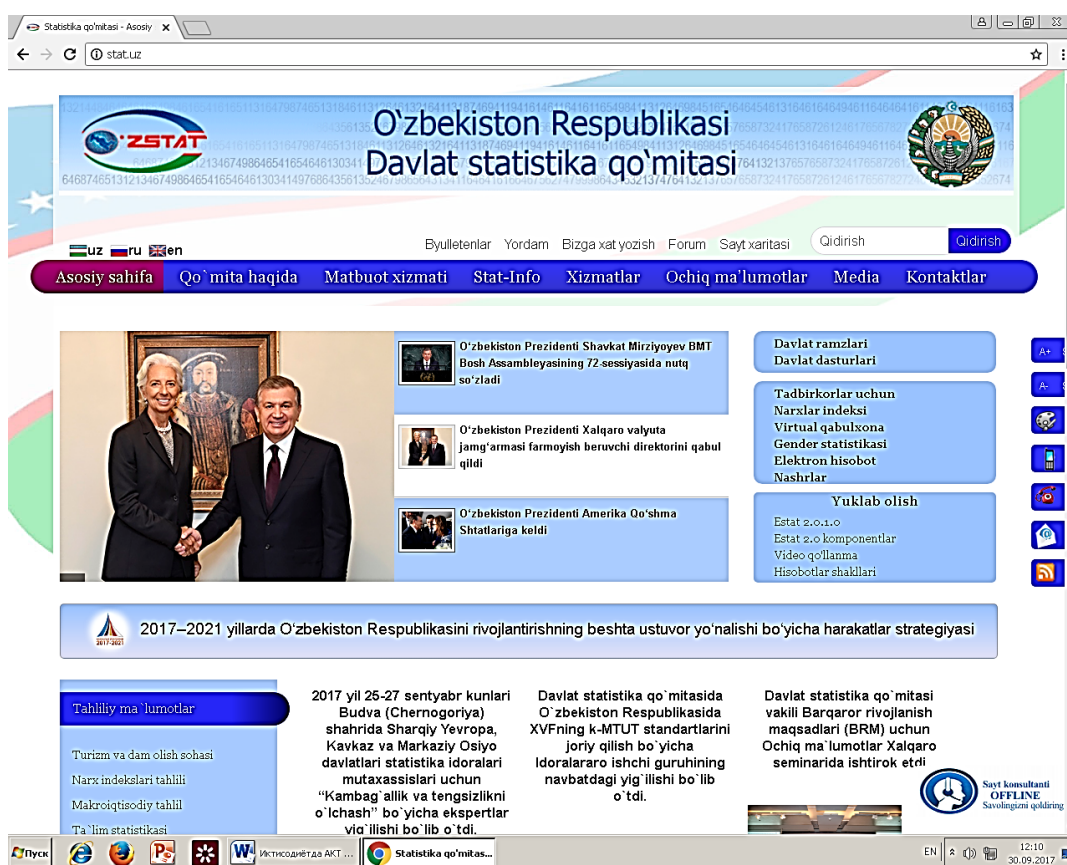 Statistika qo'mitasi - Asosiy
stat.uz
O'ZSTAT
O‘zbekiston Respublikasi
Davlat statistika qo‘mitasi
uz ru en
Byulletenlar Yordam Bizga xat yozish Forum Sayt xaritasi Qidirish Qidirish
Asosiy sahifa Qo`mita haqida Matbuot xizmati Stat-Info Xizmatlar Ochiq ma'lumotlar Media Kontaktlar
O‘zbekiston Prezidenti Shavkat Mirziyoyev BMT
Bosh Assambleyasining 72-sessiyasida nutq
so‘zladi
O‘zbekiston Prezidenti Xalqaro valyuta
jamg‘armasi farmoyish beruvchi direktorini qabul
qildi
O‘zbekiston Prezidenti Amerika Qo‘shma
Shtatlariga keldi
Davlat ramzlari
Davlat dasturlari
Tadbirkorlar uchun
Narxlar indeksi
Virtual qabulxona
Gender statistikasi
Elektron hisobot
Nashrlar
Yuklab olish
Estat 2.0.1.0
Estat 2.0 komponentlar
Video qo'llanma
Hisobotlar shakllari
A+
A-
2017-2021
2017–2021 yillarda O‘zbekiston Respublikasini rivojlantirishning beshta ustuvor yo‘nalishi bo‘yicha harakatlar strategiyasi
Tahliliy ma`lumotlar
Turizm va dam olish sohasi
Narx indekslari tahlili
Makroiqtisodiy tahlil
Ta`lim statistikasi
2017 yil 25-27 sentyabr kunlari
Budva (Chernogoriya)
shahrida Sharqiy Yevropa,
Kavkaz va Markaziy Osiyo
davlatlari statistika idoralari
mutaxassislari uchun
“Kambag`allik va tengsizlikni
o`lchash” bo`yicha ekspertlar
yig`ilishi bo`lib o`tdi.
Davlat statistika qo`mitasida
O`zbekiston Respublikasida
XVFning k-MTUT standartlarini
joriy qilish bo`yicha
Idoralararo ishchi guruhining
navbatdagi yig`ilishi bo`lib
o`tdi.
Davlat statistika qo`mitasi
vakili Barqaror rivojlanish
maqsadlari (BRM) uchun
Ochiq ma`lumotlar Xalqaro
seminarida ishtirok etdi
Sayt konsultanti
OFFLINE
Savolingizni qoldiring
Пуск Иктисодиётда АКТ ... Statistika qo'mitas... EN 12:10
30.09.2017